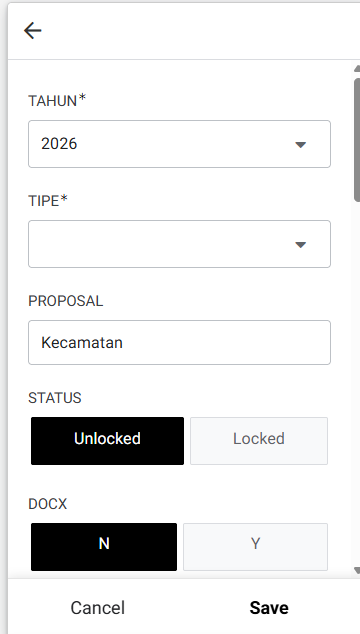 TAHUN*
2026
TIPE*
PROPOSAL
Kecamatan
STATUS
Unlocked Locked
DOCX
N Y
Cancel Save